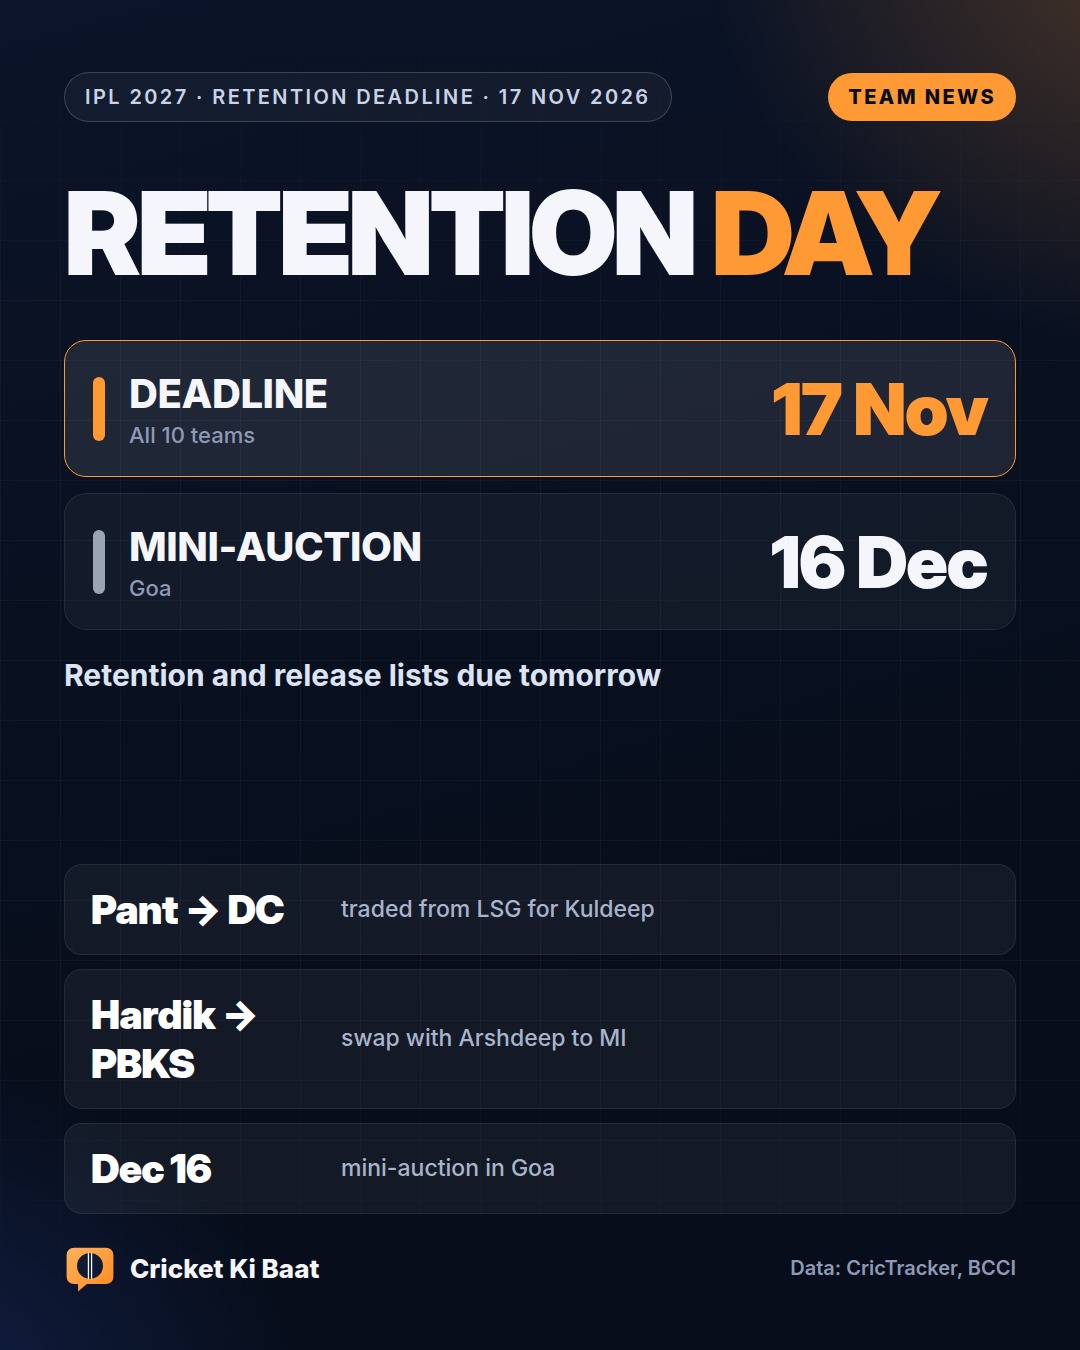 IPL 2027 · RETENTION DEADLINE · 17 NOV 2026
TEAM NEWS
RETENTION DAY
DEADLINE
All 10 teams
17 Nov
MINI-AUCTION
Goa
16 Dec
Retention and release lists due tomorrow
Pant → DC
traded from LSG for Kuldeep
Hardik →
PBKS
swap with Arshdeep to MI
Dec 16
mini-auction in Goa
Cricket Ki Baat
Data: CricTracker, BCCI